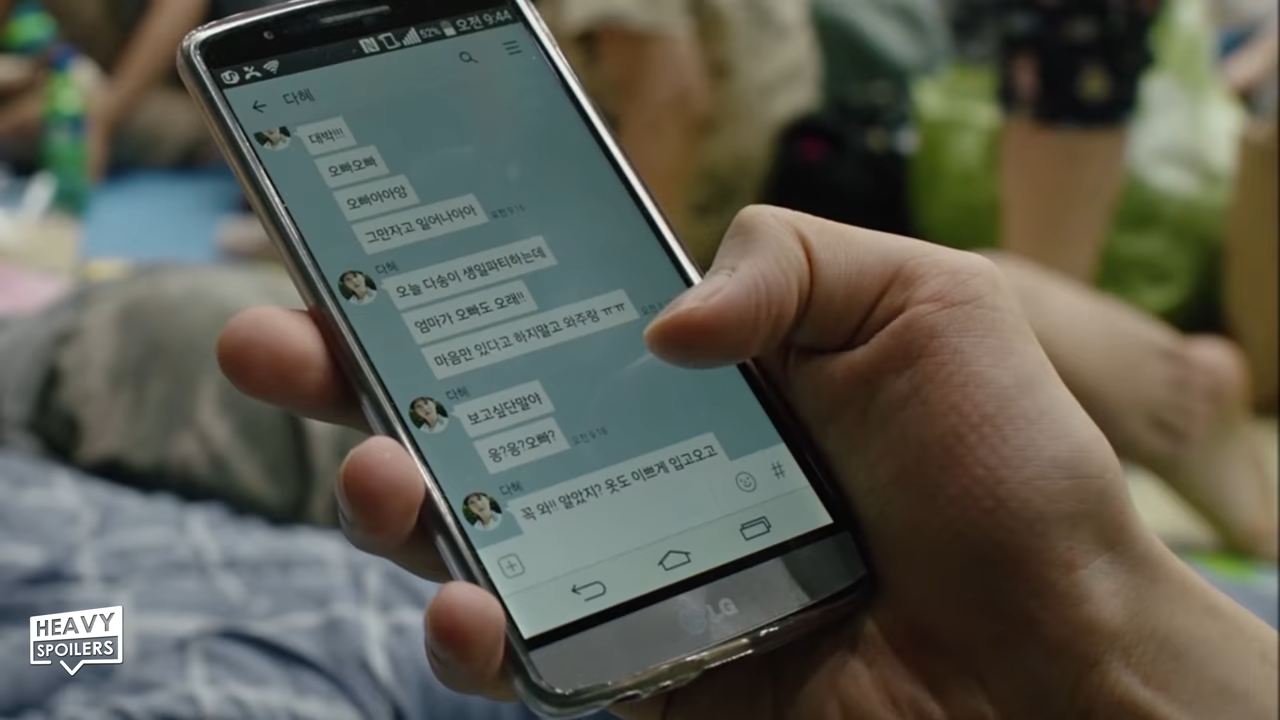 52% 오전 9:44
다혜
대박!!!
오빠오빠
오빠아아앙
그만자고 일어나아아
다혜
오늘 다송이 생일파티하는데
엄마가 오빠도 오래!!
마음만 있다고 하지말고 와주랑 ㅠㅠ
다혜
보고싶단말야
응?응?오빠?
다혜
꼭 와!! 알았지? 옷도 이쁘게 입고오고
#
LG
HEAVY
SPOILERS